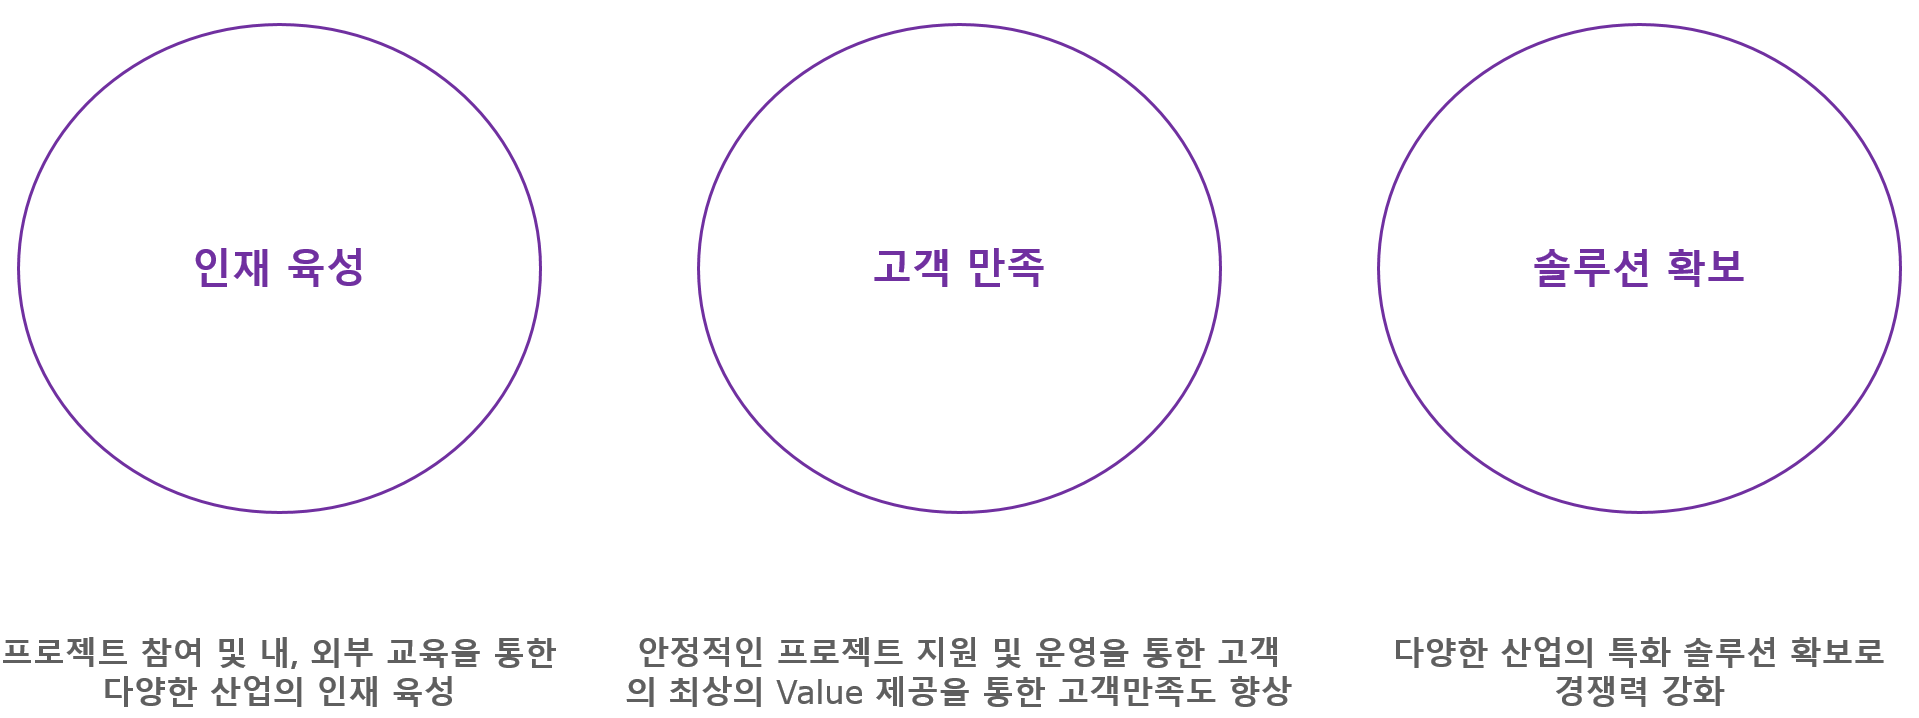 인재 육성
고객 만족
솔루션 확보
프로젝트 참여 및 내, 외부 교육을 통한
다양한 산업의 인재 육성
안정적인 프로젝트 지원 및 운영을 통한 고객
의 최상의 Value 제공을 통한 고객만족도 향상
다양한 산업의 특화 솔루션 확보로
경쟁력 강화